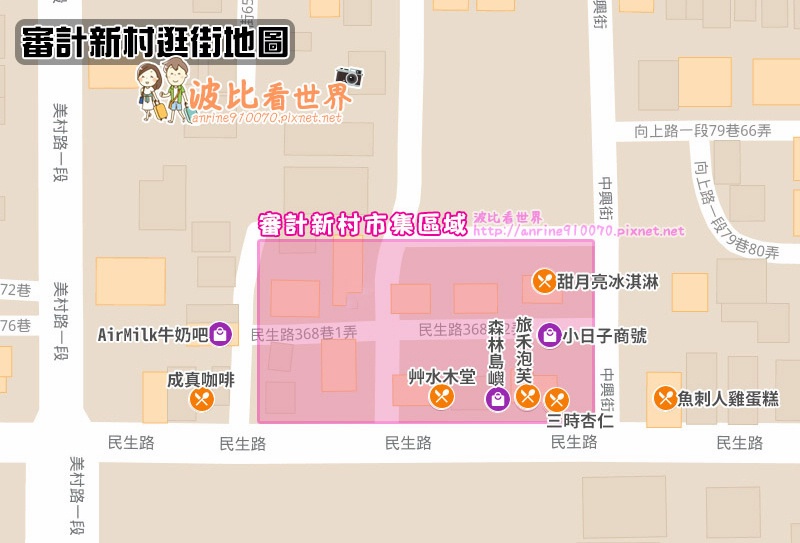 審計新村逛街地圖
波比看世界
anrine910070.pixnet.net
中興街
美村路一段
向上路一段79巷66弄
向上路一段79巷80弄
中興街
審計新村市集區域
波比看世界
http://anrine910070.pixnet.net
甜月亮冰淇淋
72巷
美村路一段
76巷
AirMilk牛奶吧
民生路368巷1弄
民生路368巷2弄
森林島嶼
旅禾泡芙
小日子商號
成真咖啡
艸水木堂
中興街
魚刺人雞蛋糕
三時杏仁
民生路
民生路
民生路
民生路
民生路
美村路一段